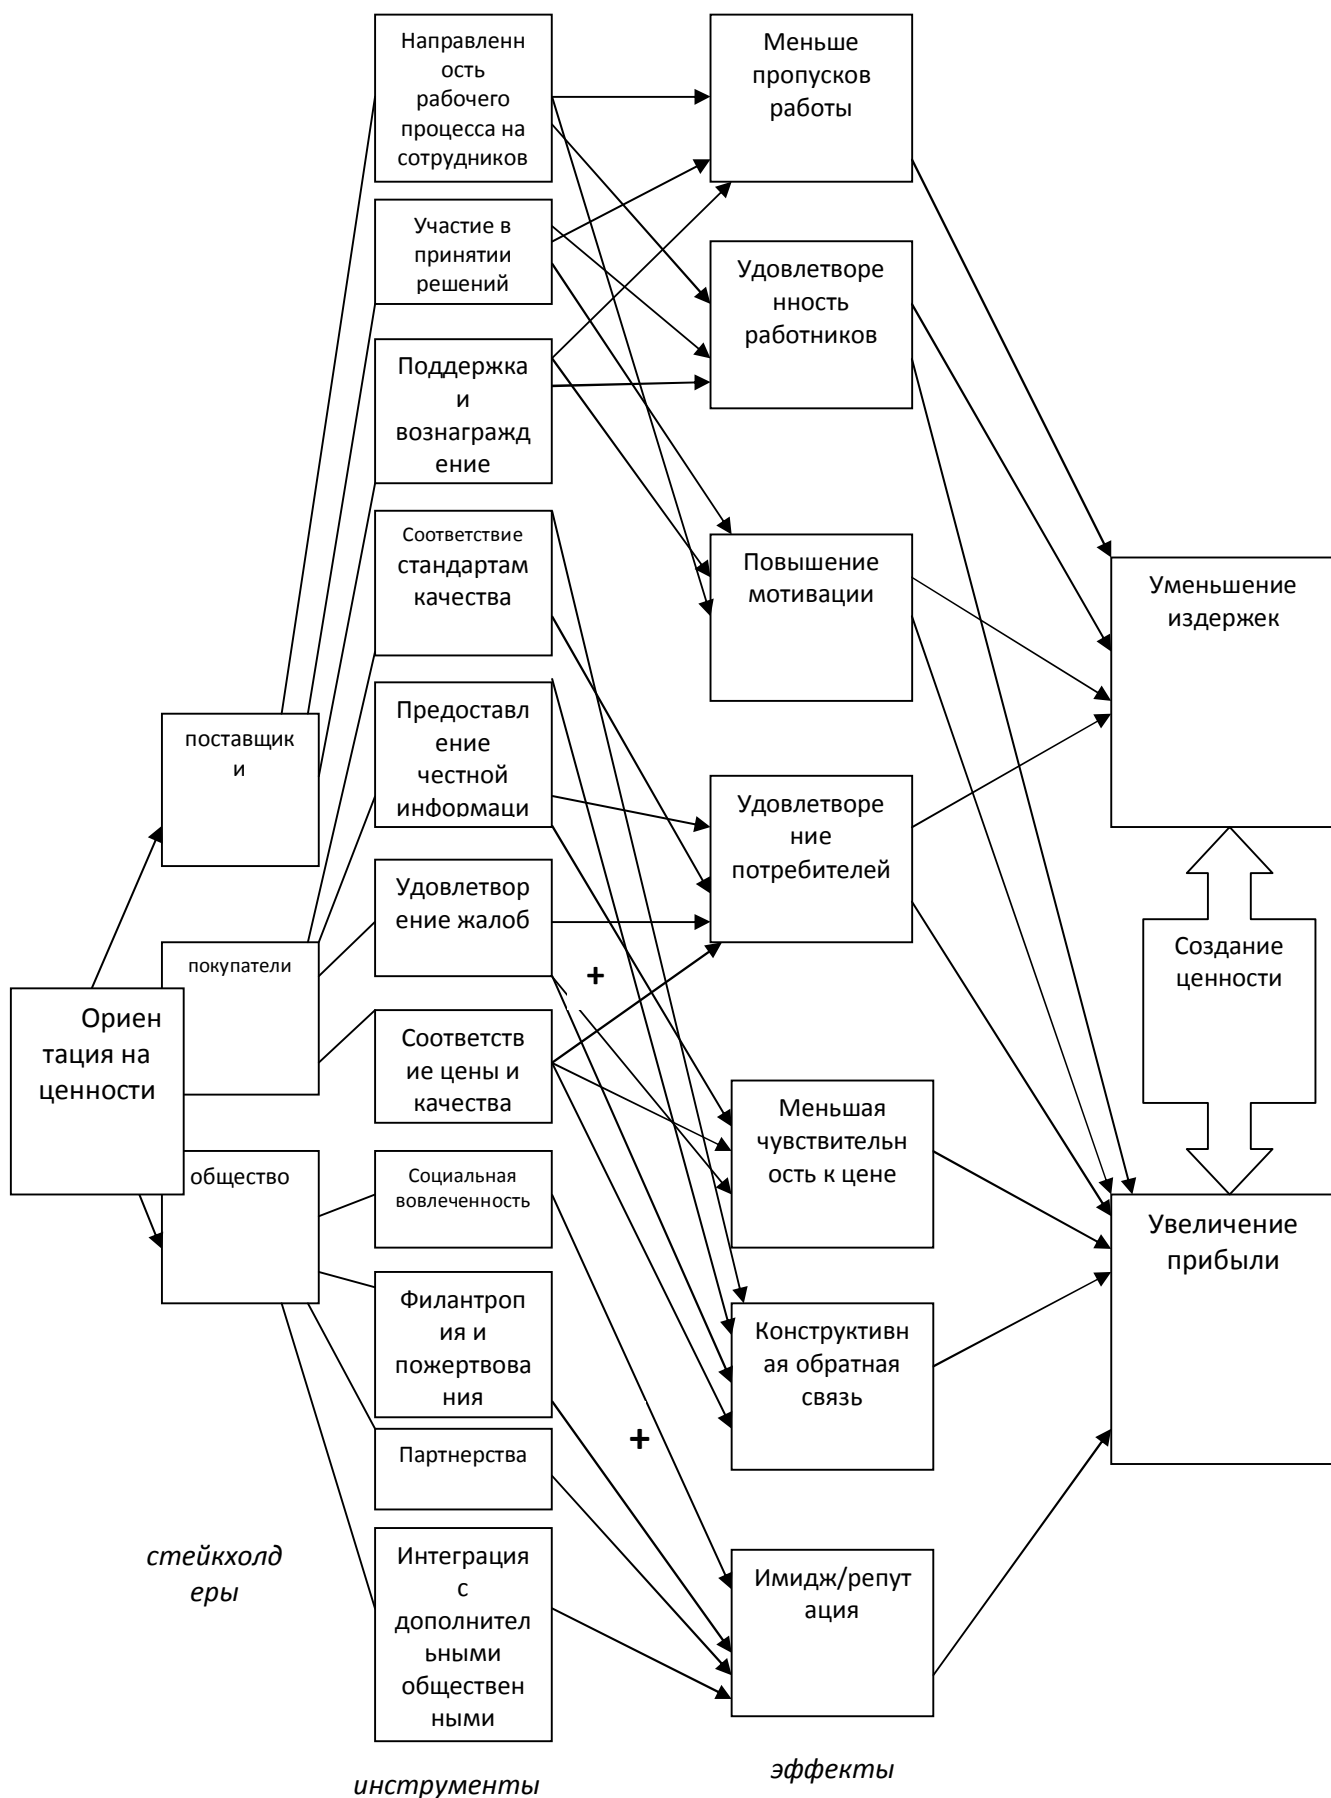 Направленн
ость
рабочего
процесса на
сотрудников
Участие в
принятии
решений
Поддержка
и
вознагражд
ение
Соответствие
стандартам
качества
Предоставл
ение
честной
информаци
Удовлетвор
ение жалоб
Соответств
ие цены и
качества
Социальная
вовлеченность
Филантроп
ия и
пожертвова
ния
Партнерства
Интеграция
с
дополнител
ьными
обществен
ными
инструменты
поставщик
и
покупатели
Ориен
тация на
ценности
общество
стейкхолд
еры
+
+
Меньше
пропусков
работы
Удовлетворе
нность
работников
Повышение
мотивации
Удовлетворе
ние
потребителей
Меньшая
чувствительн
ость к цене
Конструктивн
ая обратная
связь
Имидж/репут
ация
эффекты
Уменьшение
издержек
Создание
ценности
Увеличение
прибыли